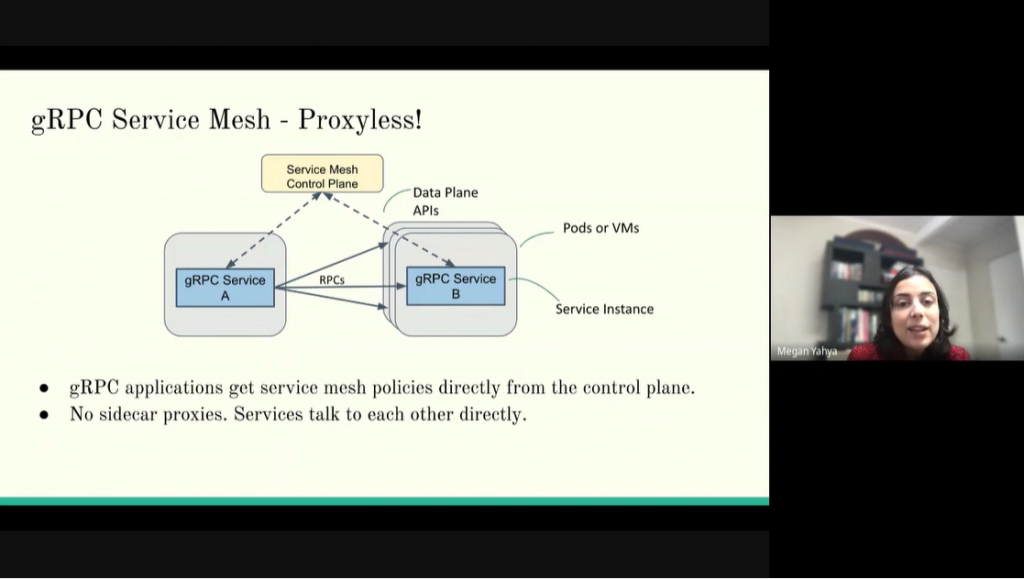 gRPC Service Mesh - Proxyless!
Service Mesh
Control Plane
Data Plane
APIs
Pods or VMs
gRPC Service
A
RPCs
gRPC Service
B
Service Instance
● gRPC applications get service mesh policies directly from the control plane.
● No sidecar proxies. Services talk to each other directly.
Megan Yahya